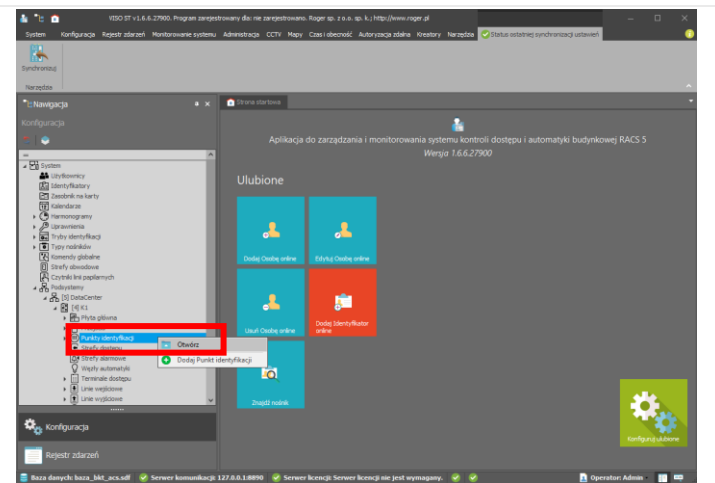 VISO ST v1.6.6.27900. Program zarejestrowany dla: nie zarejestrowano. Roger sp. z o.o. sp. k.; http://www.roger.pl
System Konfiguracja Rejestr zdarzeń Monitorowanie systemu Administracja CCTV Mapy Czas i obecność Autoryzacja zdalna Kreatory Narzędzia Status ostatniej synchronizacji ustawień
Synchronizuj
Narzędzia
Nawigacja
Strona startowa
Konfiguracja
Aplikacja do zarządzania i monitorowania systemu kontroli dostępu i automatyki budynkowej RACS 5
Wersja 1.6.6.27900
System
Użytkownicy
Identyfikatory
Zasobnik na karty
Kalendarze
Harmonogramy
Uprawnienia
Tryby identyfikacji
Typy nośników
Komendy globalne
Strefy obwodowe
Czytniki linii papilarnych
Podsystemy
[5] DataCenter
[4] K1
Płyta główna
Punkty identyfikacji
Strefy dostępu
Strefy alarmowe
Węzły automatyki
Terminale dostępu
Linie wejściowe
Linie wyjściowe
Otwórz
Dodaj Punkt identyfikacji
Ulubione
Dodaj Osobę online
Edytuj Osobę online
Usuń Osobę online
Dodaj Identyfikator online
Znajdź nośnik
Konfiguruj ulubione
Konfiguracja
Rejestr zdarzeń
Baza danych: baza_bkt_acs.sdf Serwer komunikacji: 127.0.0.1:8890 Serwer licencji: Serwer licencji nie jest wymagany. Operator: Admin